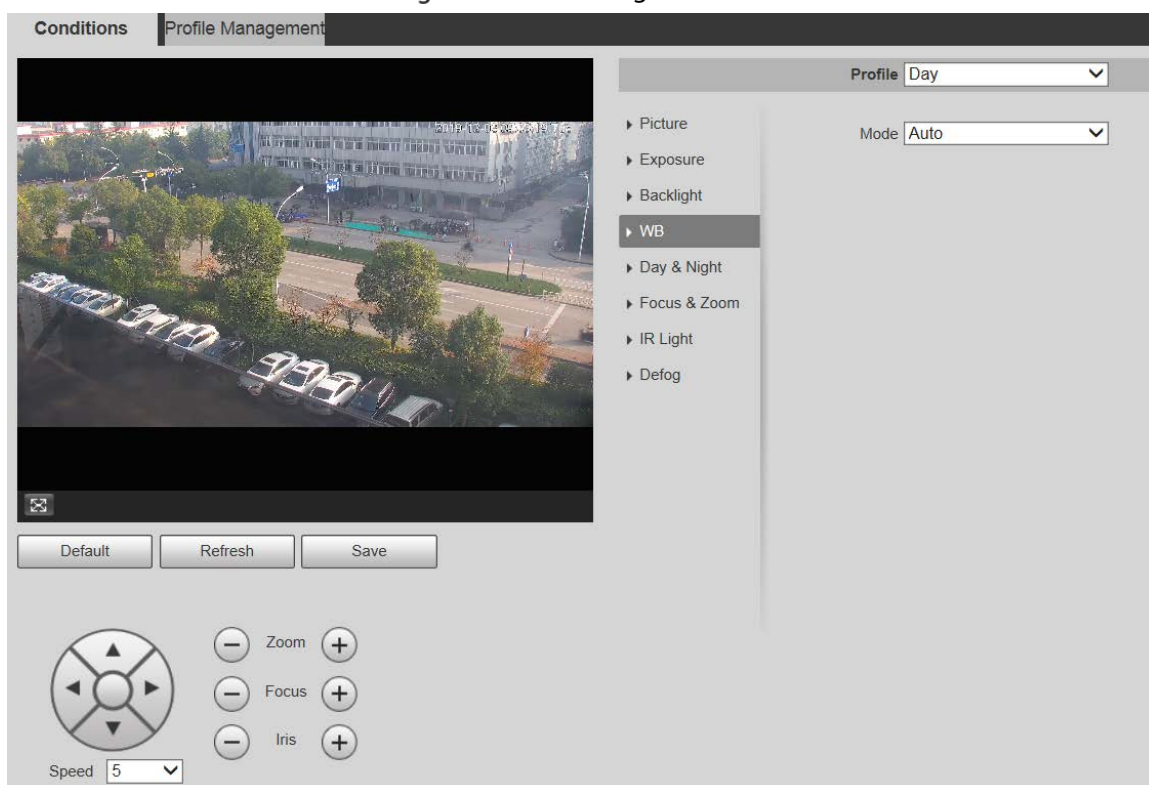 Conditions
Profile Management
Profile Day
Picture
Exposure
Backlight
WB
Day & Night
Focus & Zoom
IR Light
Defog
Mode Auto
Default
Refresh
Save
Zoom
Focus
Iris
Speed 5